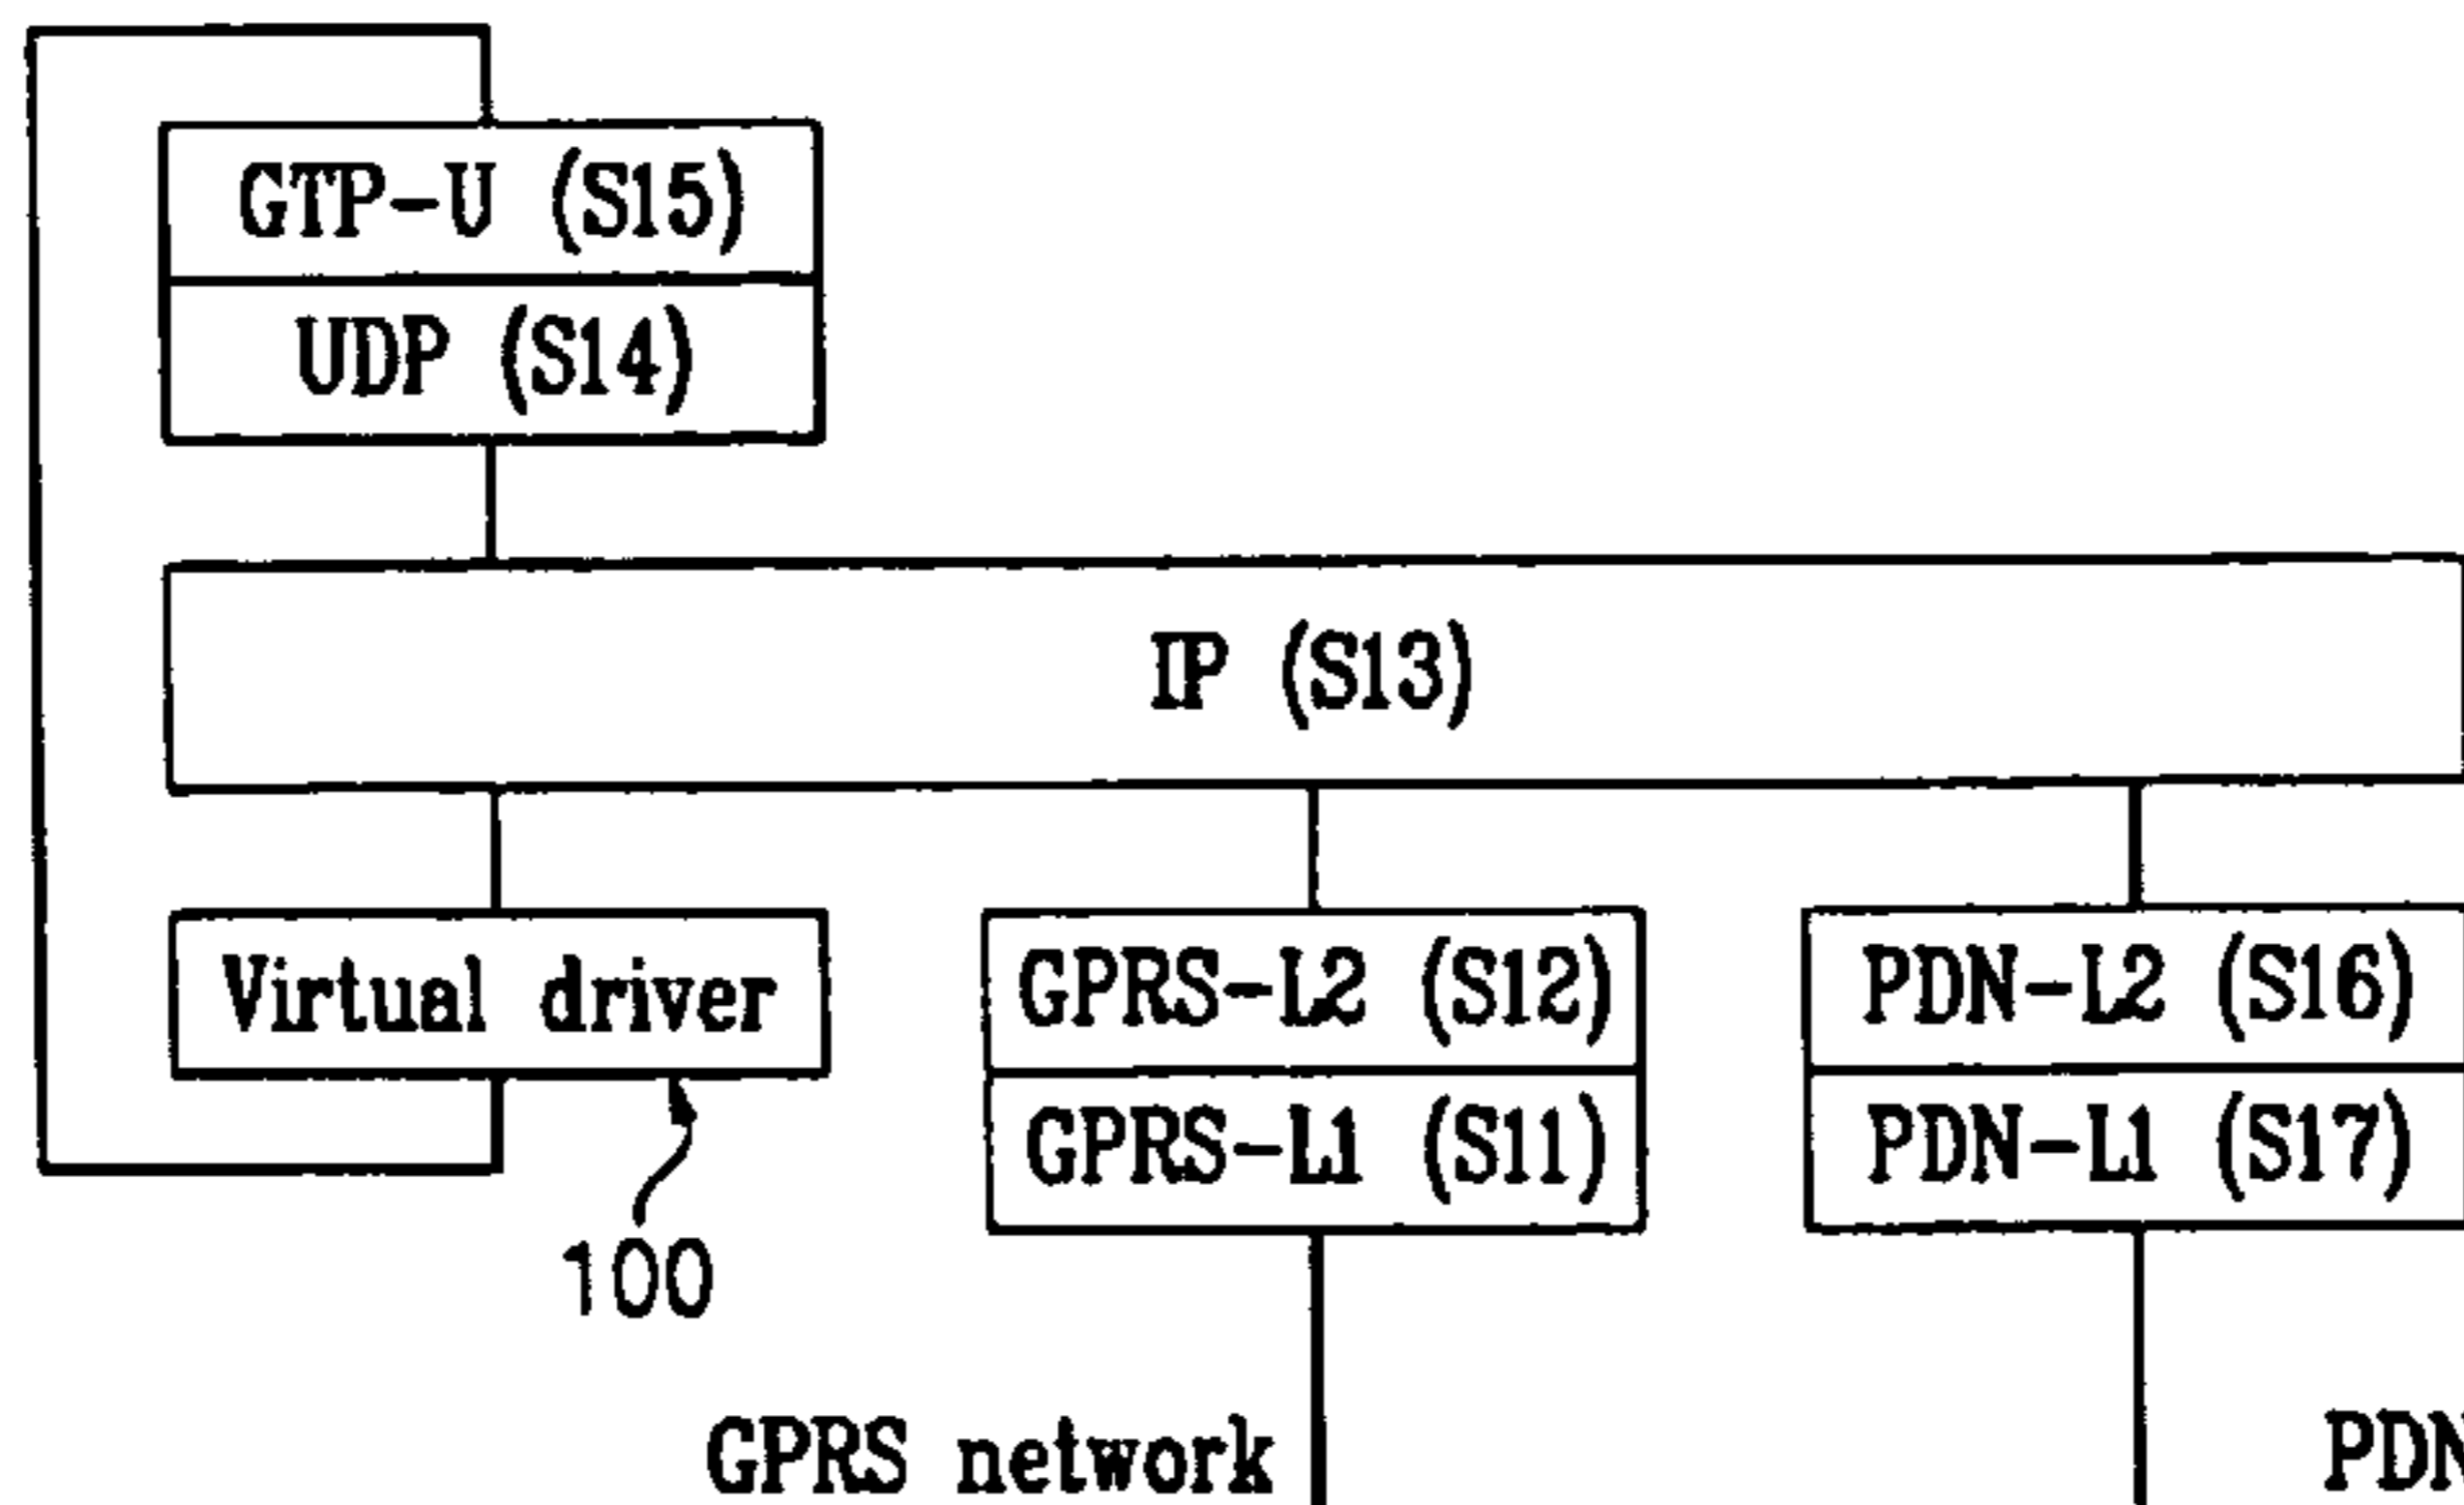 GTP-U (S15)
UDP (S14)
IP (S13)
Virtual driver
GPRS-L2 (S12)
PDN-L2 (S16)
GPRS-L1 (S11)
PDN-L1 (S17)
100
GPRS network
PDN